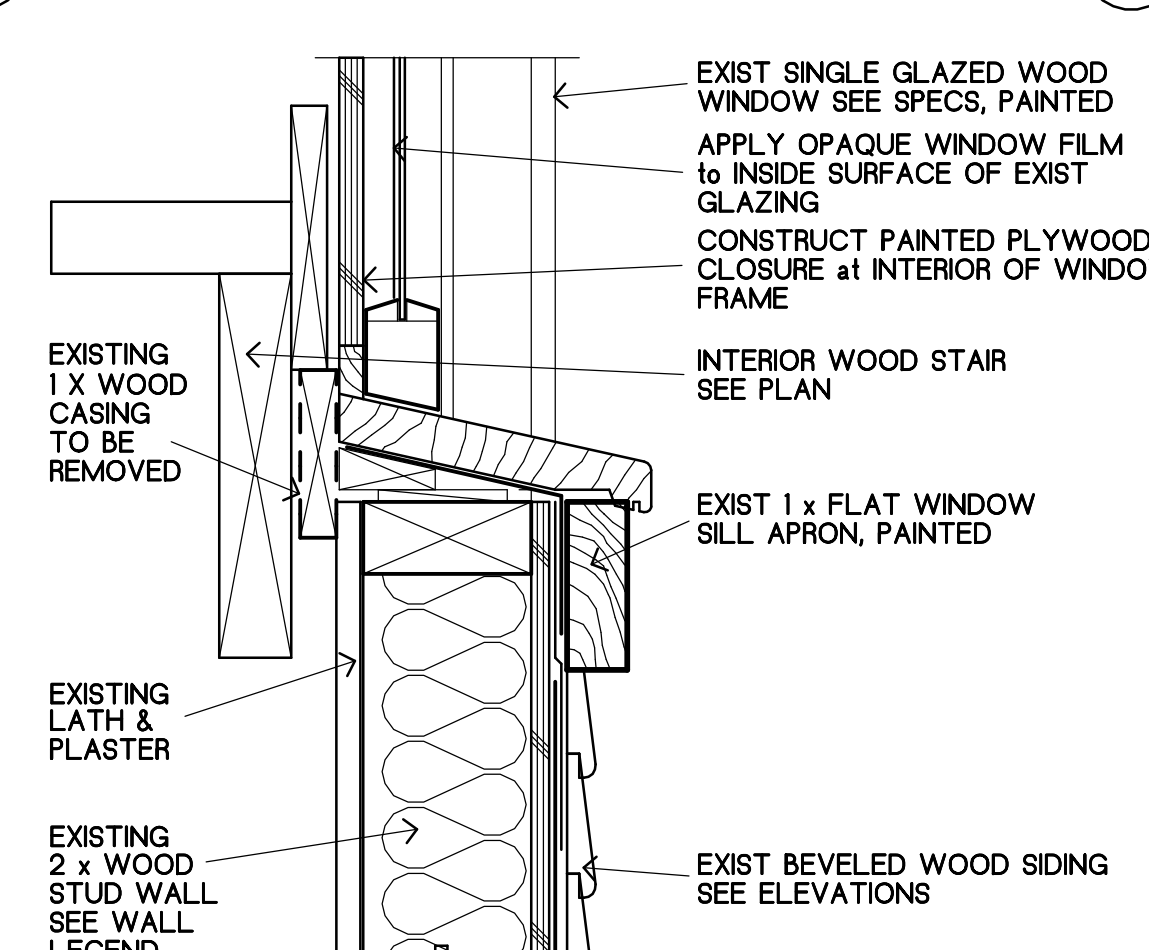 EXIST SINGLE GLAZED WOOD
WINDOW SEE SPECS, PAINTED
APPLY OPAQUE WINDOW FILM
to INSIDE SURFACE OF EXIST
GLAZING
CONSTRUCT PAINTED PLYWOOD
CLOSURE at INTERIOR OF WINDO
FRAME
INTERIOR WOOD STAIR
SEE PLAN
EXIST 1 x FLAT WINDOW
SILL APRON, PAINTED
EXIST BEVELED WOOD SIDING
SEE ELEVATIONS
EXISTING
1 X WOOD
CASING
TO BE
REMOVED
EXISTING
LATH &
PLASTER
EXISTING
2 x WOOD
STUD WALL
SEE WALL
LEGEND